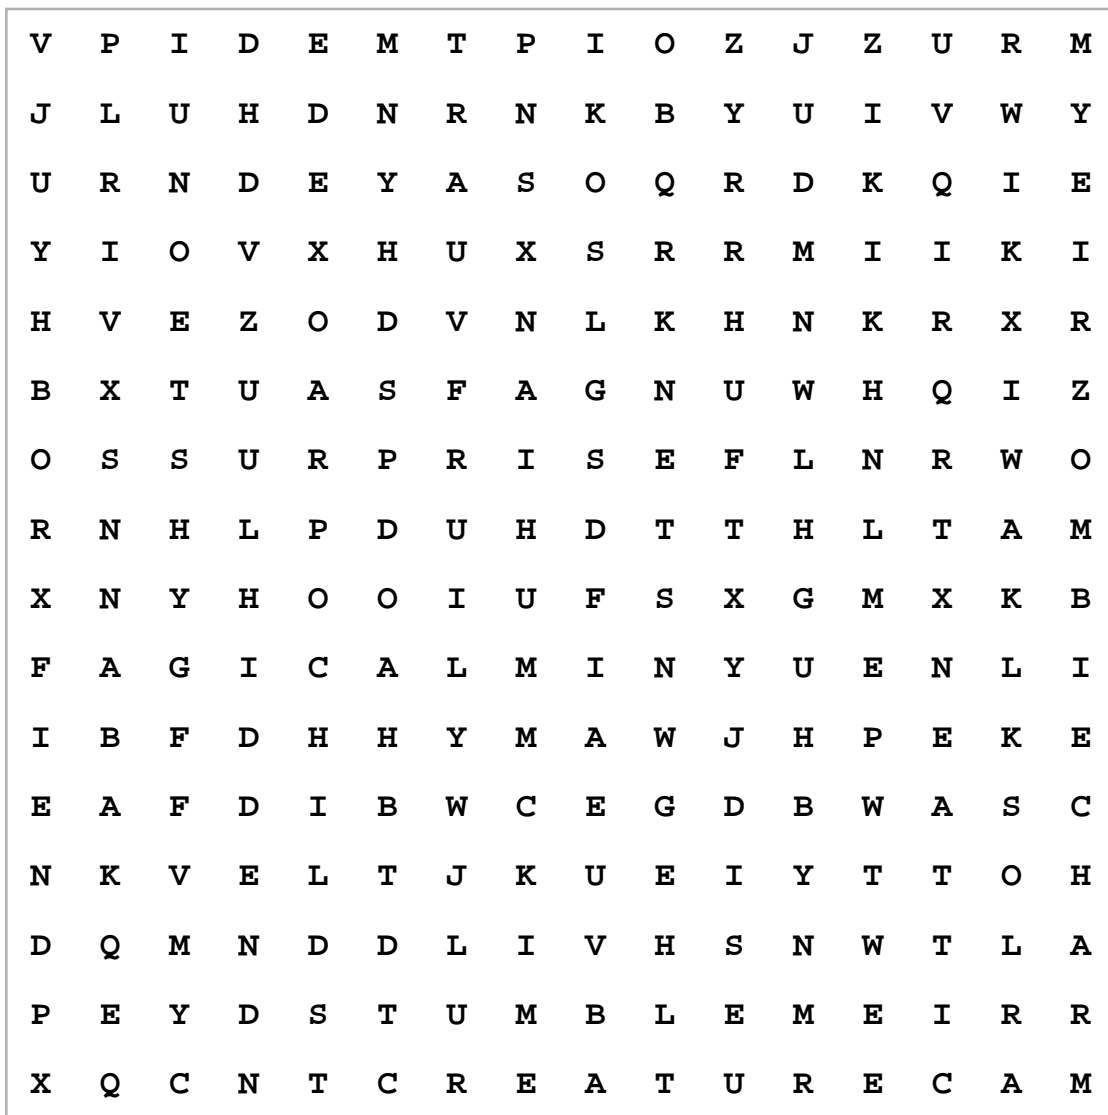 V P I D E M T P I O Z J Z U R M
J L U H D N R N K B Y U I V W Y
U R N D E Y A S O Q R D K Q I E
Y I O V X H U X S R R M I I K I
H V E Z O D V N L K H N K R X R
B X T U A S F A G N U W H Q I Z
O S S U R P R I S E F L N R W O
R N H L P D U H D T T H L T A M
X N Y H O O I U F S X G M X K B
F A G I C A L M I N Y U E N L I
I B F D H H Y M A W J H P E K E
E A F D I B W C E G D B W A S C
N K V E L T J K U E I Y T T O H
D Q M N D D L I V H S N W T L A
P E Y D S T U M B L E M E I R R
X Q C N T C R E A T U R E C A M